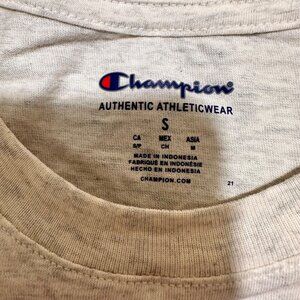 Champion
AUTHENTIC ATHLETICWEAR
S
CA MEX ASIA
S/P CH M
MADE IN INDONESIA
FABRIQUÉ EN INDONÉSIE
HECHO EN INDONESIA
CHAMPION.COM
21